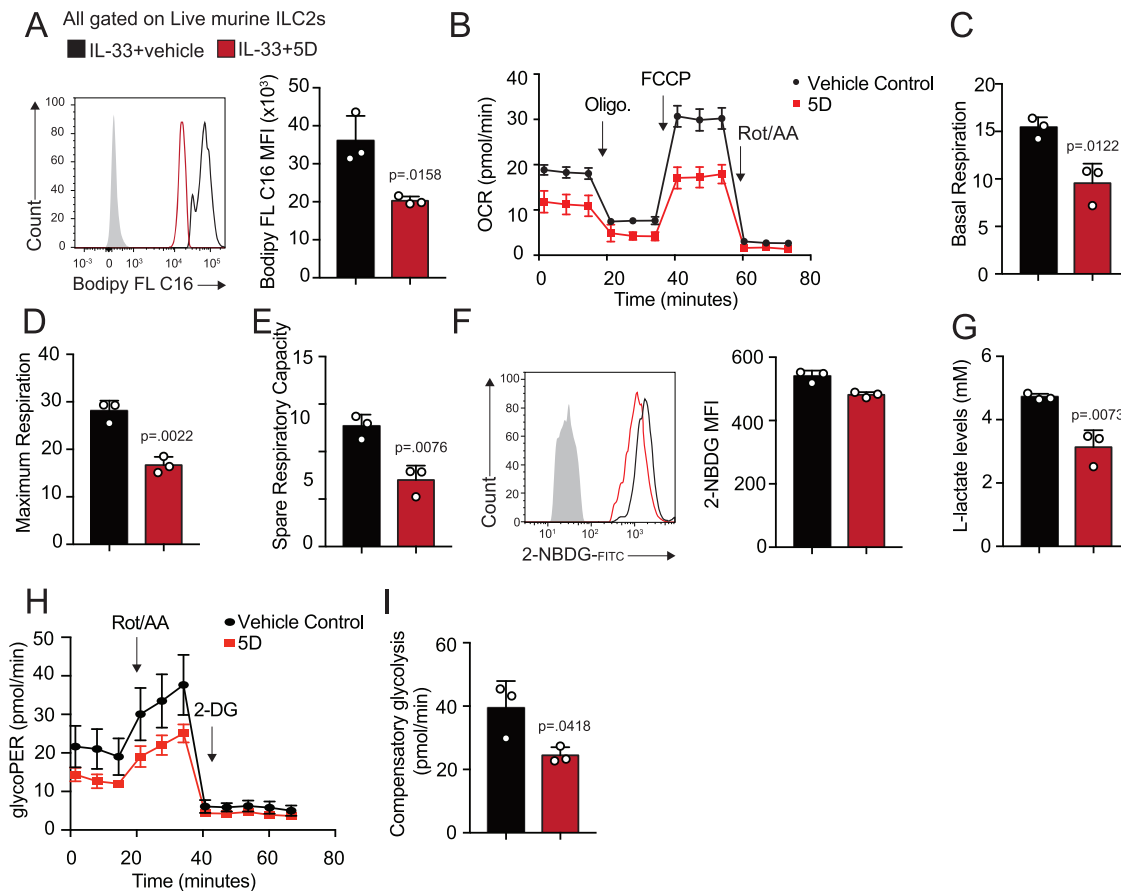 A
All gated on Live murine ILC2s
IL-33+vehicle
IL-33+5D
Count
100
80
60
40
20
0
-10⁻³
0
10⁴
10⁵
Bodipy FL C16
Bodipy FL C16 MFI (x10³)
50
40
30
20
10
0
p=.0158
B
OCR (pmol/min)
40
30
20
10
0
0
20
40
60
80
Time (minutes)
Oligo.
FCCP
Rot/AA
Vehicle Control
5D
C
Basal Respiration
20
15
10
5
0
p=.0122
D
Maximum Respiration
40
30
20
10
0
p=.0022
E
Spare Respiratory Capacity
15
10
5
0
p=.0076
F
Count
100
80
60
40
20
0
10¹
10²
10³
2-NBDG-FITC
2-NBDG MFI
600
400
200
0
G
L-lactate levels (mM)
6
4
2
0
p=.0073
H
glycoPER (pmol/min)
50
40
30
20
10
0
0
20
40
60
80
Time (minutes)
Rot/AA
2-DG
Vehicle Control
5D
I
Compensatory glycolysis
(pmol/min)
60
40
20
0
p=.0418